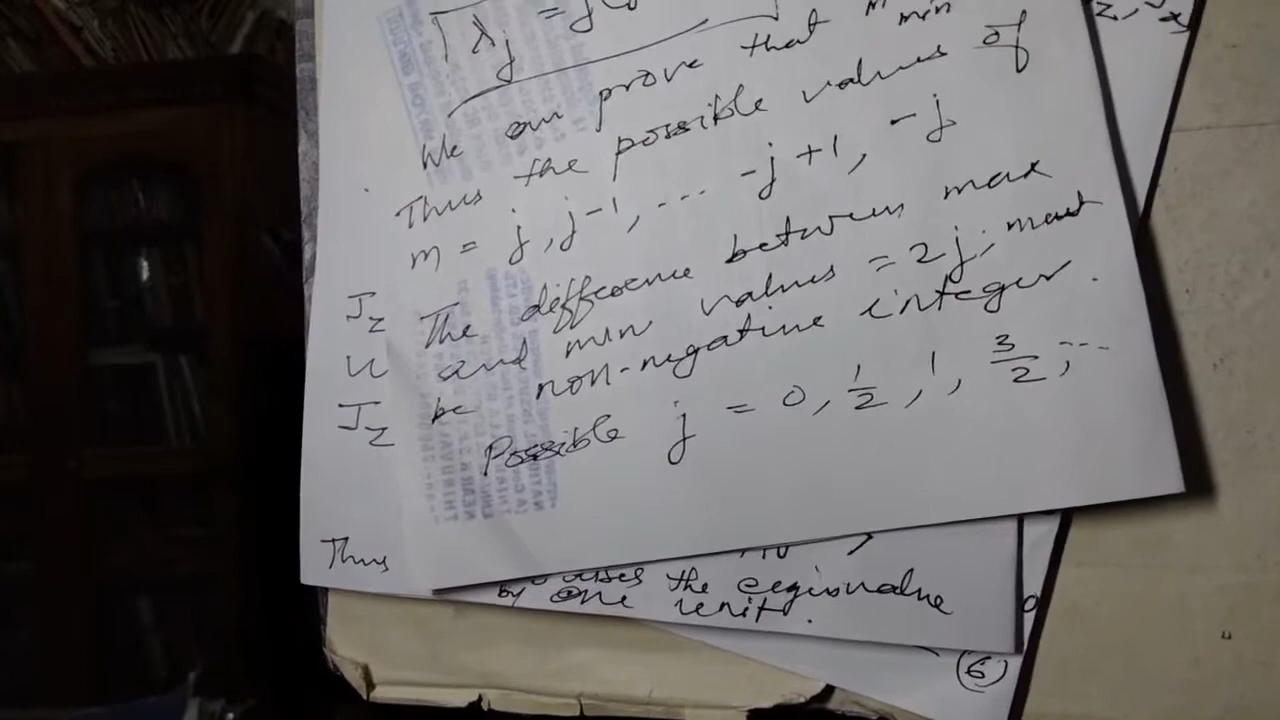 λj = j
We can prove that m min
Thus the possible values of
m = j, j-1, ... -j+1, -j
The difference between max
and min values = 2j; must
be non-negative integer.
Possible j = 0, 1/2, 1, 3/2, ...
Jz
Jz
Thus
the eigenvalue
by one unit.
6